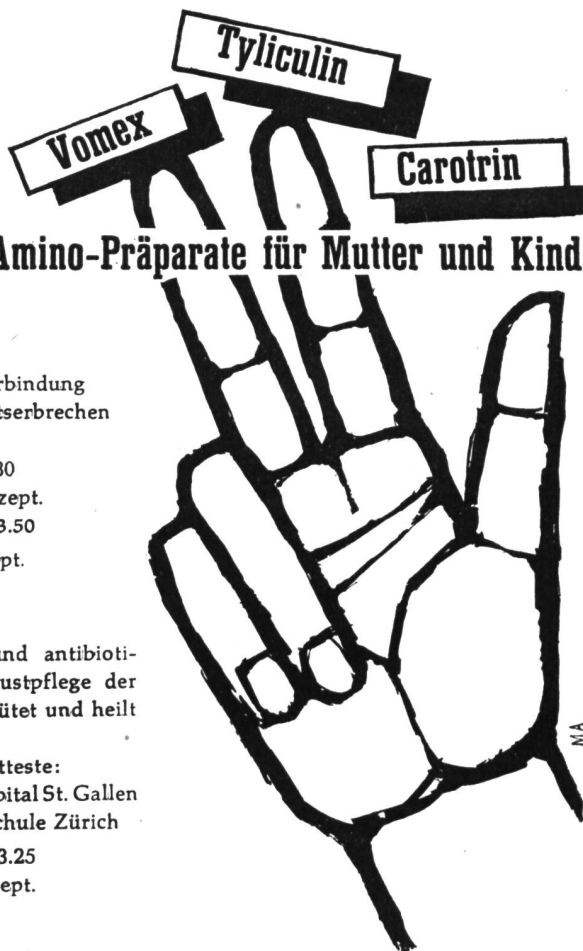 Tyliculin
Vomex
Carotrin
Amino-Präparate für Mutter und Kind
rbindung
tserbrechen
80
zept.
3.50
pt.
und antibioti-
ustpflege der
ütet und heilt
tteste:
pital St. Gallen
chule Zürich
3.25
ept.
MA